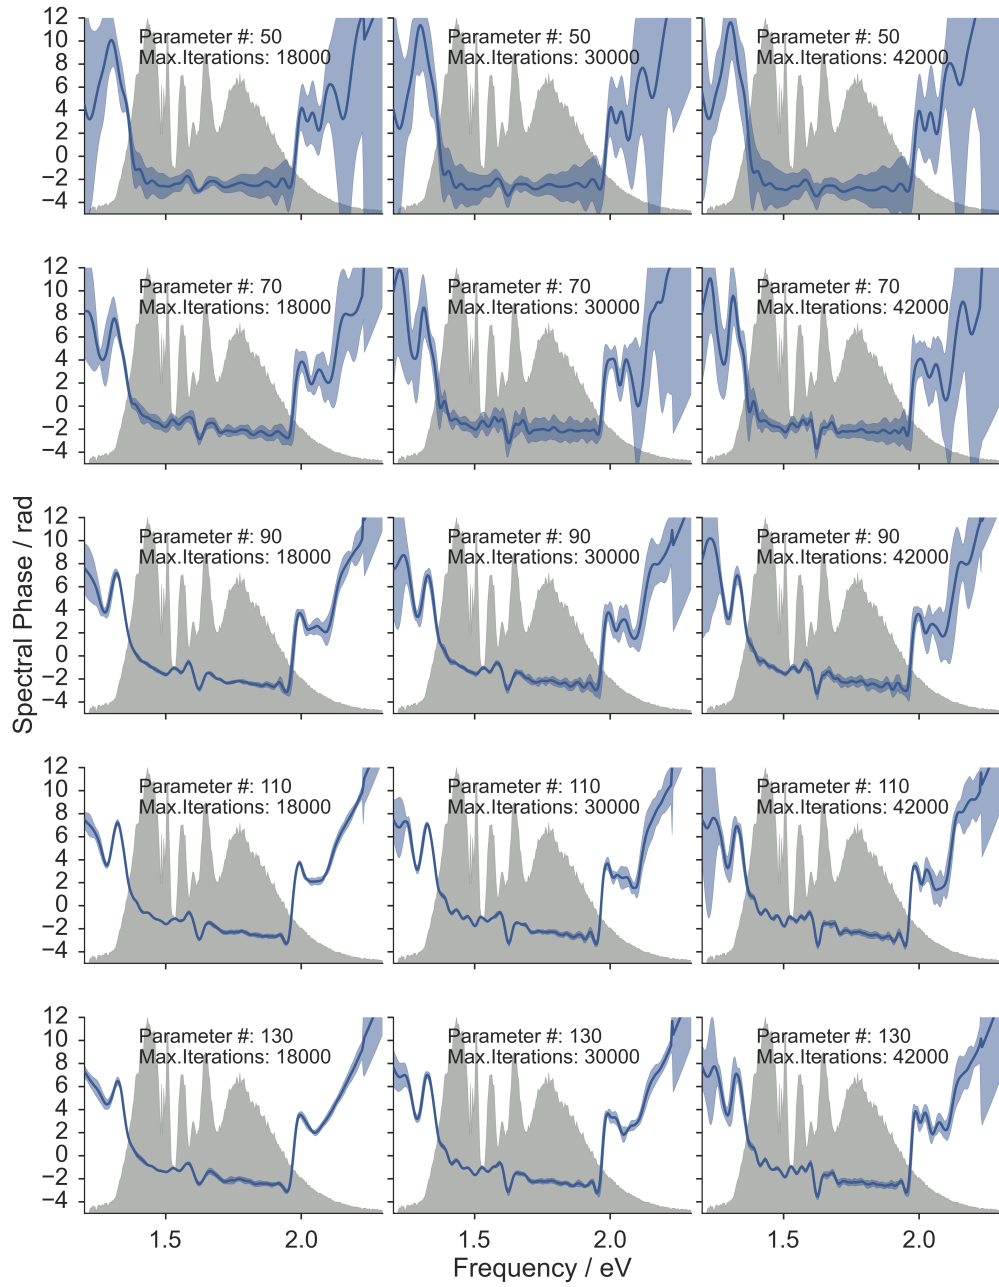 12
10
8
6
4
2
0
−2
−4
Parameter #: 50
Max.Iterations: 18000
Parameter #: 50
Max.Iterations: 30000
Parameter #: 50
Max.Iterations: 42000
12
10
8
6
4
2
0
−2
−4
Parameter #: 70
Max.Iterations: 18000
Parameter #: 70
Max.Iterations: 30000
Parameter #: 70
Max.Iterations: 42000
Spectral Phase / rad
12
10
8
6
4
2
0
−2
−4
Parameter #: 90
Max.Iterations: 18000
Parameter #: 90
Max.Iterations: 30000
Parameter #: 90
Max.Iterations: 42000
12
10
8
6
4
2
0
−2
−4
Parameter #: 110
Max.Iterations: 18000
Parameter #: 110
Max.Iterations: 30000
Parameter #: 110
Max.Iterations: 42000
12
10
8
6
4
2
0
−2
−4
Parameter #: 130
Max.Iterations: 18000
Parameter #: 130
Max.Iterations: 30000
Parameter #: 130
Max.Iterations: 42000
1.5 2.0 1.5 2.0 1.5 2.0
Frequency / eV